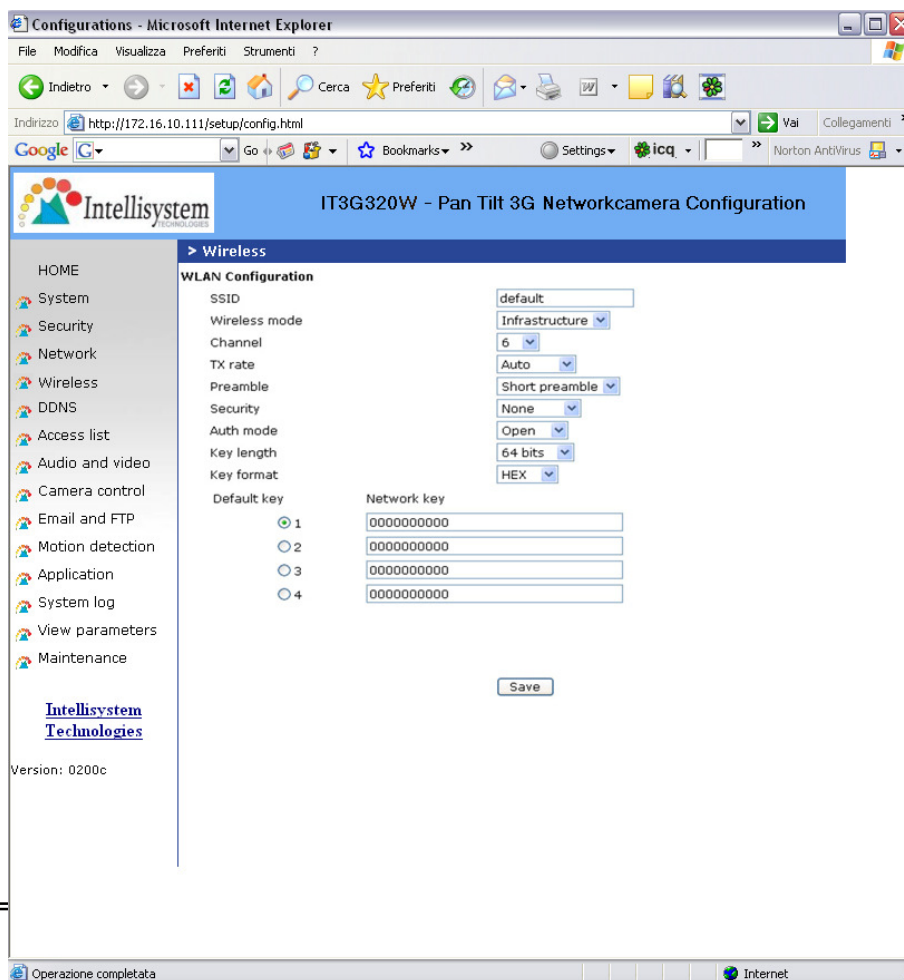 Configurations - Microsoft Internet Explorer
File Modifica Visualizza Preferiti Strumenti ?
Indietro Cerca Preferiti W
Indirizzo http://172.16.10.111/setup/config.html Vai Collegamenti »
Google G Go Bookmarks » Settings icq » Norton AntiVirus
Intellisystem TECHNOLOGIES
IT3G320W - Pan Tilt 3G Networkcamera Configuration
HOME
System
Security
Network
Wireless
DDNS
Access list
Audio and video
Camera control
Email and FTP
Motion detection
Application
System log
View parameters
Maintenance
Intellisystem
Technologies
Version: 0200c
> Wireless
WLAN Configuration
SSID default
Wireless mode Infrastructure
Channel 6
TX rate Auto
Preamble Short preamble
Security None
Auth mode Open
Key length 64 bits
Key format HEX
Default key Network key
1 0000000000
2 0000000000
3 0000000000
4 0000000000
Save
Operazione completata Internet